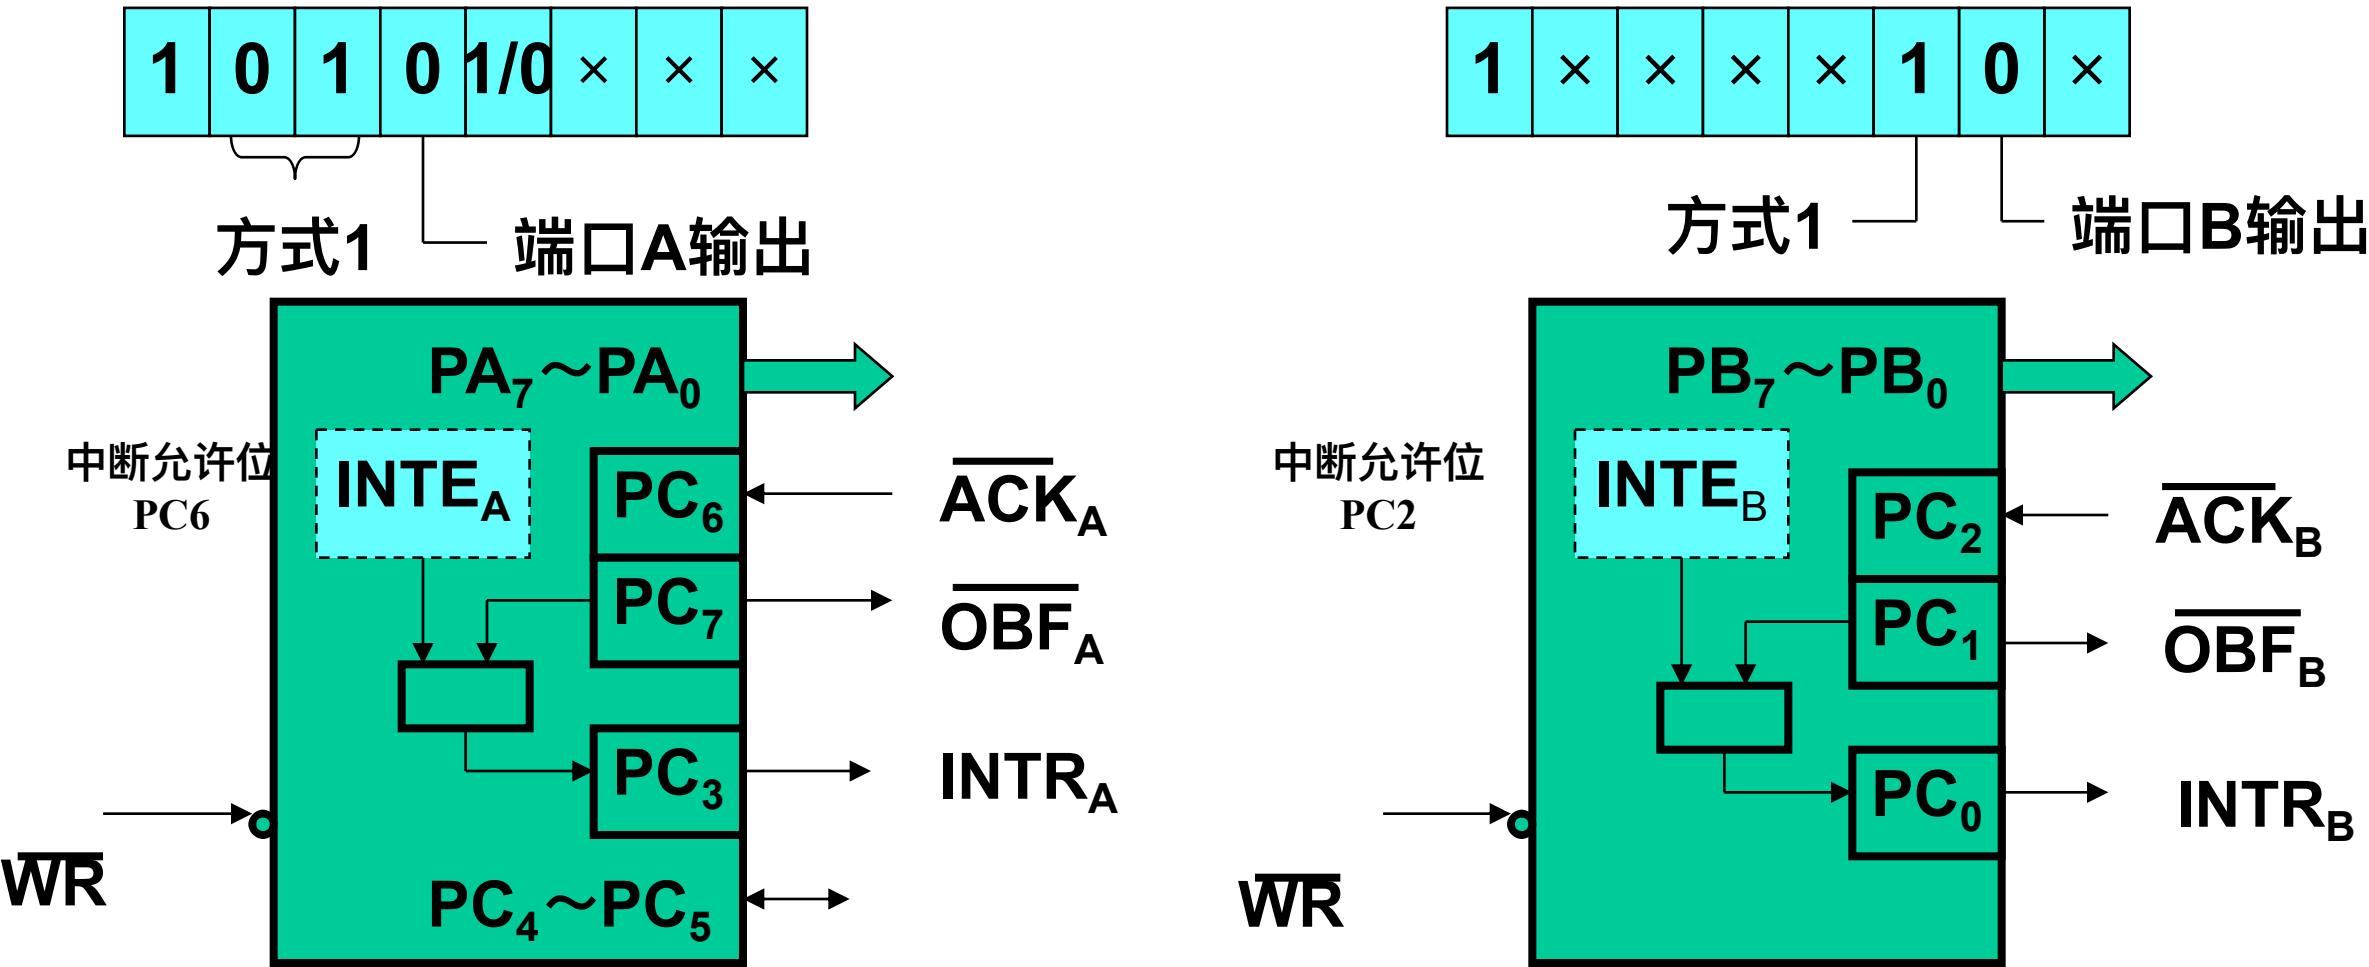 1 0 1 0 1/0 × × ×
方式1 端口A输出
PA7～PA0
中断允许位
PC6
INTEA
PC6
ACKA
PC7
OBFA
PC3
INTRA
WR
PC4～PC5
1 × × × × 1 0 ×
方式1 端口B输出
PB7～PB0
中断允许位
PC2
INTEB
PC2
ACKB
PC1
OBFB
PC0
INTRB
WR